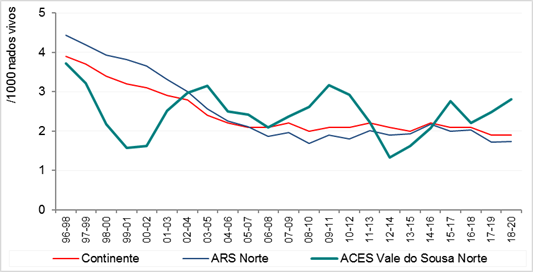 /1000 nados vivos
5
4
3
2
1
0
96-98 97-99 98-00 99-01 00-02 01-03 02-04 03-05 04-06 05-07 06-08 07-09 08-10 09-11 10-12 11-13 12-14 13-15 14-16 15-17 16-18 17-19 18-20
Continente ARS Norte ACES Vale do Sousa Norte